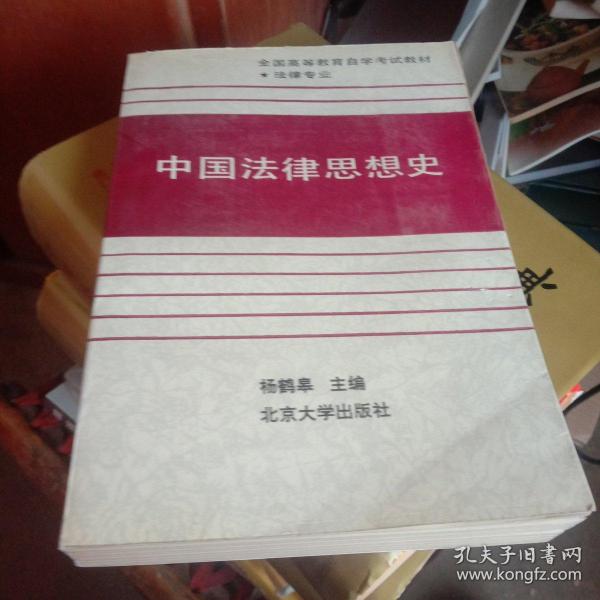 全国高等教育自学考试教材
★ 法律专业
中国法律思想史
杨鹤皋 主编
北京大学出版社
典
孔夫子旧书网
www.kongfz.com